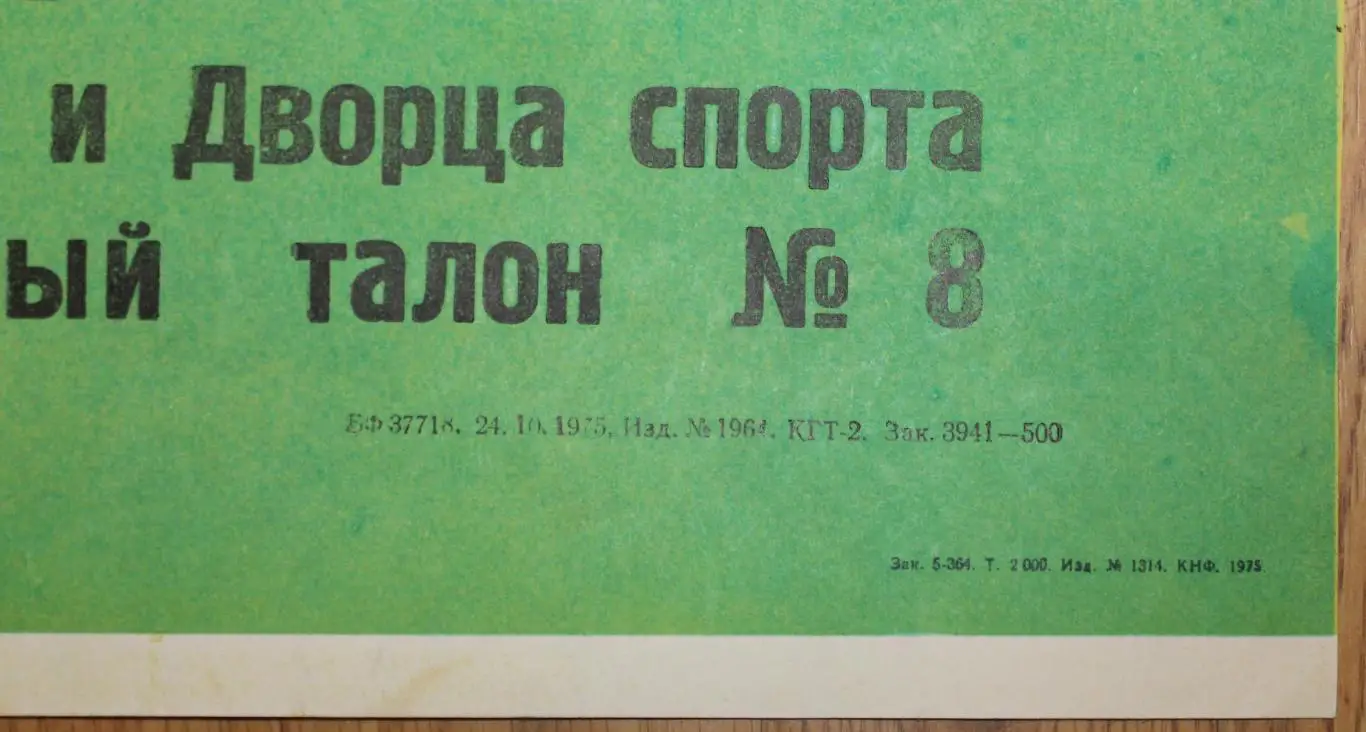 и Дворца спорта
ый талон № 8
БФ 37718. 24. 10. 1975, Изд. № 1964. КГТ-2. Зак. 3941—500
Зак. 5-364. Т. 2 000. Изд. № 1314. КНФ. 1975.